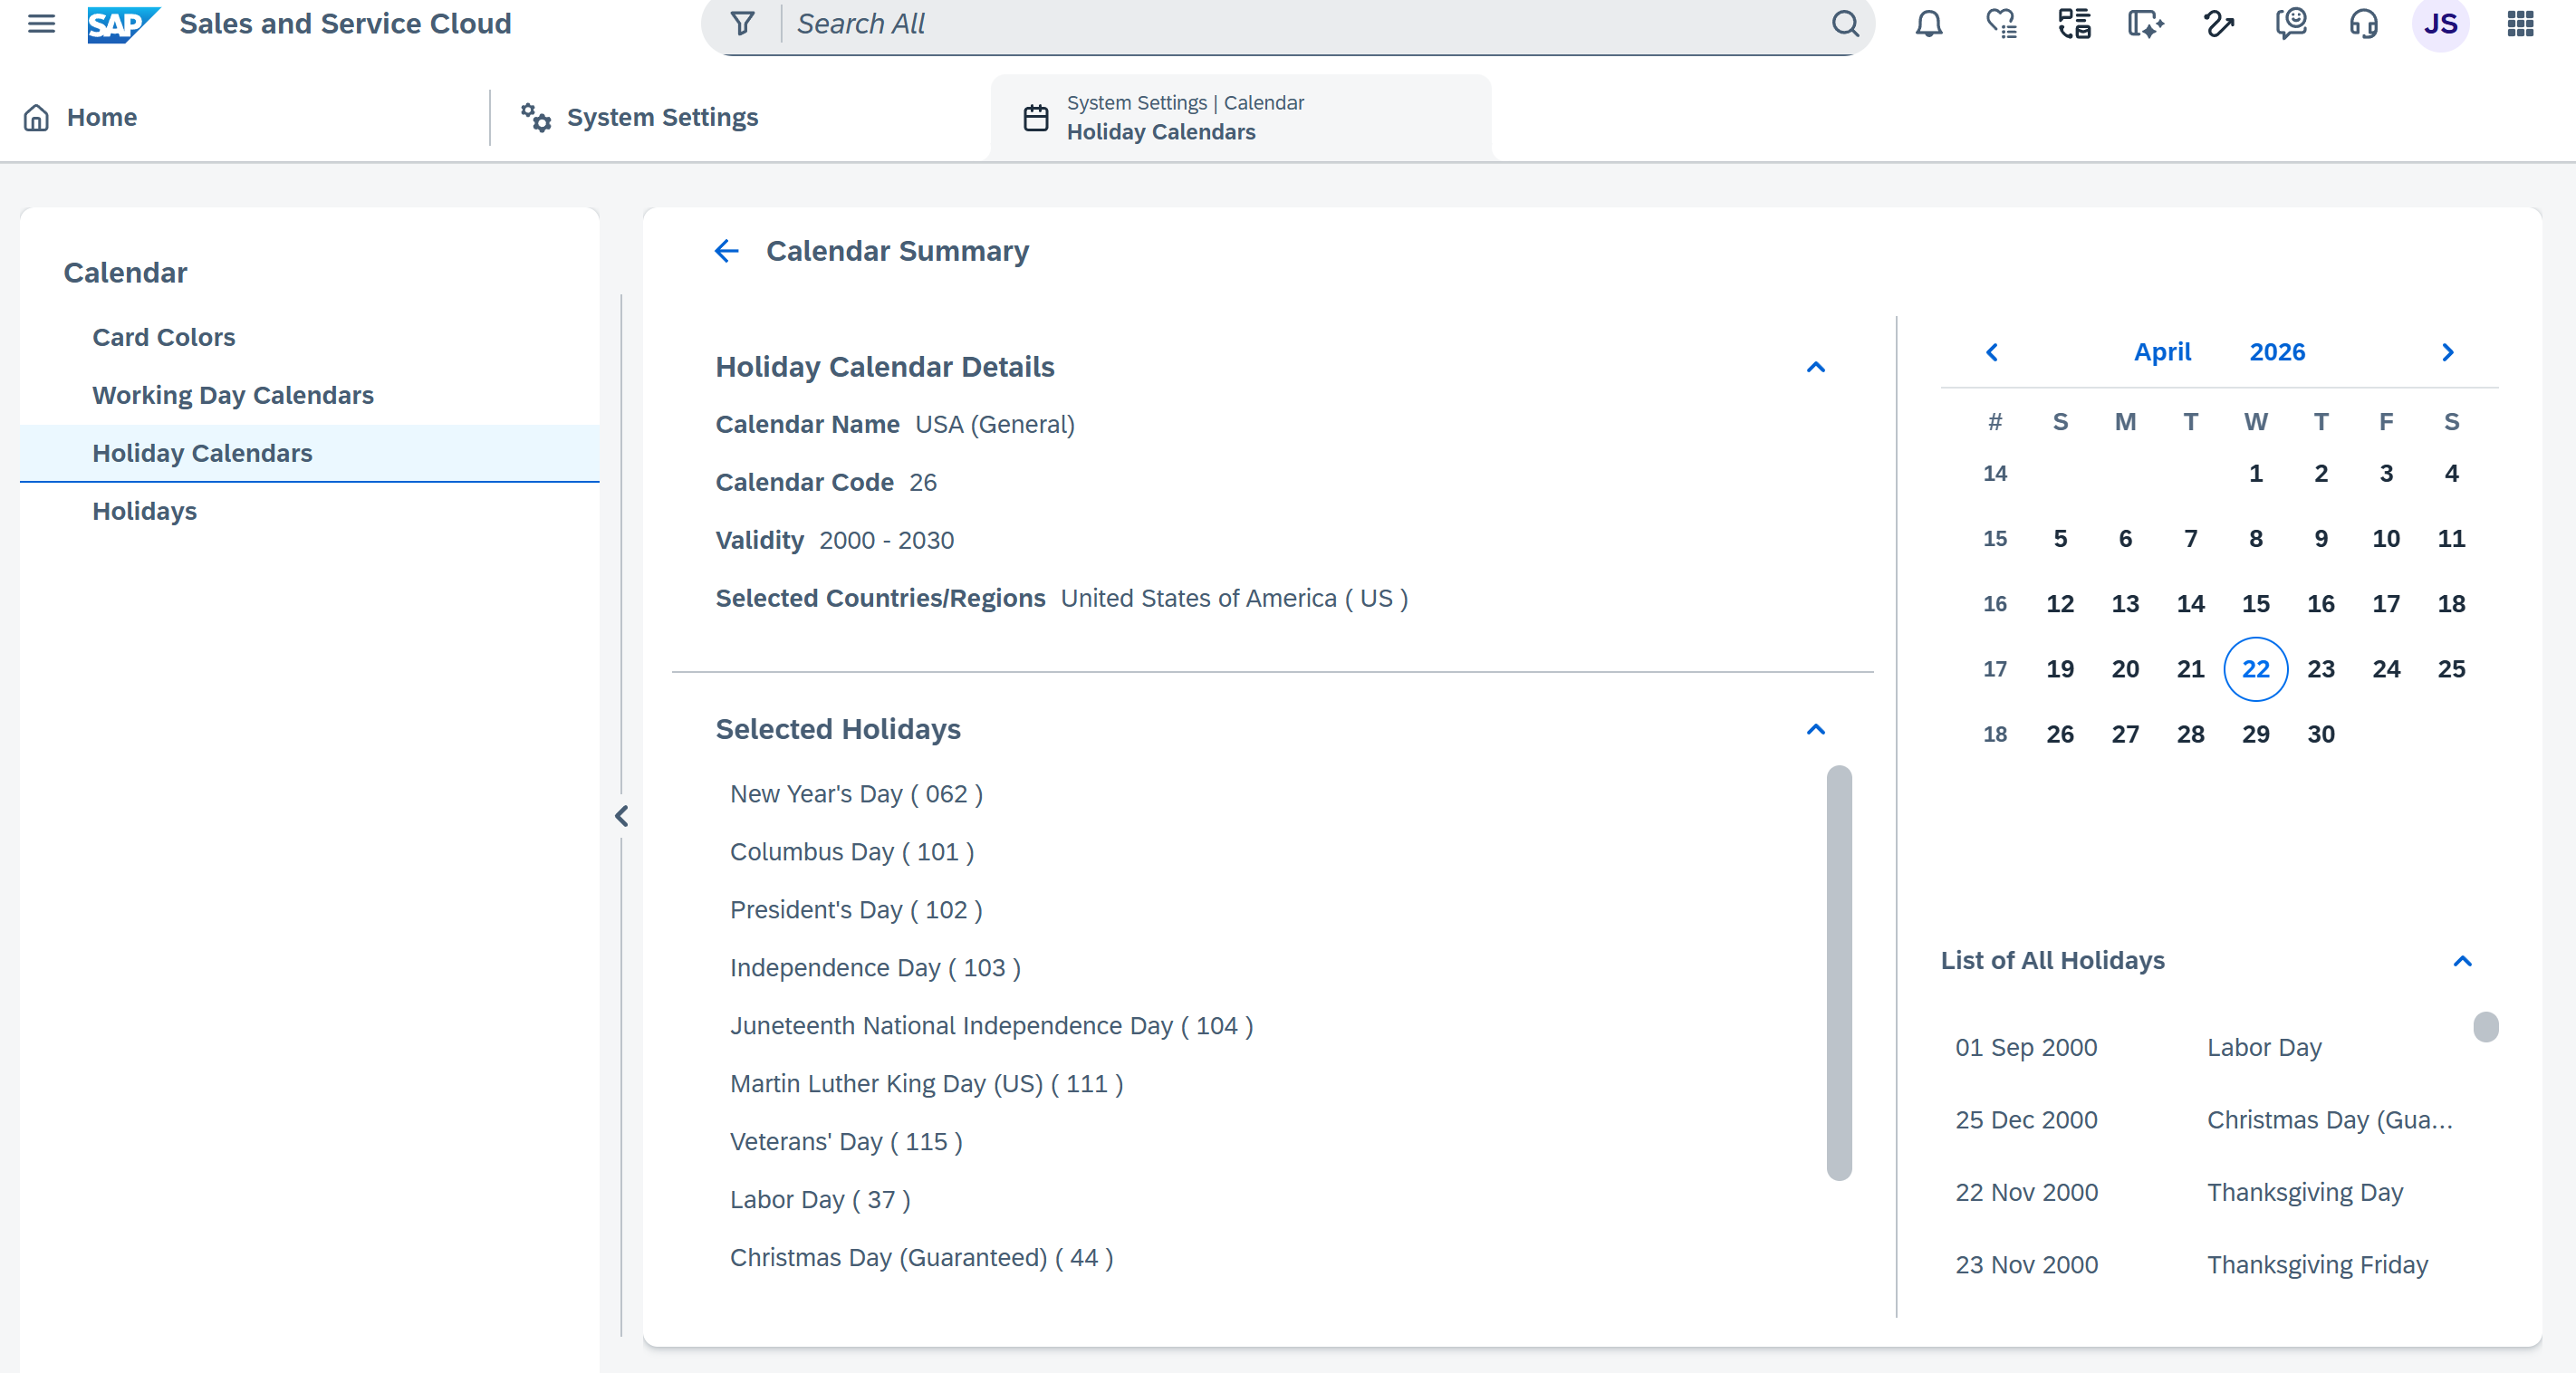 SAP Sales and Service Cloud Search All JS
Home System Settings System Settings | Calendar
Holiday Calendars
Calendar
Card Colors
Working Day Calendars
Holiday Calendars
Holidays
Calendar Summary
Holiday Calendar Details
Calendar Name USA (General)
Calendar Code 26
Validity 2000 - 2030
Selected Countries/Regions United States of America ( US )
Selected Holidays
New Year's Day ( 062 )
Columbus Day ( 101 )
President's Day ( 102 )
Independence Day ( 103 )
Juneteenth National Independence Day ( 104 )
Martin Luther King Day (US) ( 111 )
Veterans' Day ( 115 )
Labor Day ( 37 )
Christmas Day (Guaranteed) ( 44 )
April 2026
# S M T W T F S
14 1 2 3 4
15 5 6 7 8 9 10 11
16 12 13 14 15 16 17 18
17 19 20 21 22 23 24 25
18 26 27 28 29 30
List of All Holidays
01 Sep 2000 Labor Day
25 Dec 2000 Christmas Day (Gua...
22 Nov 2000 Thanksgiving Day
23 Nov 2000 Thanksgiving Friday